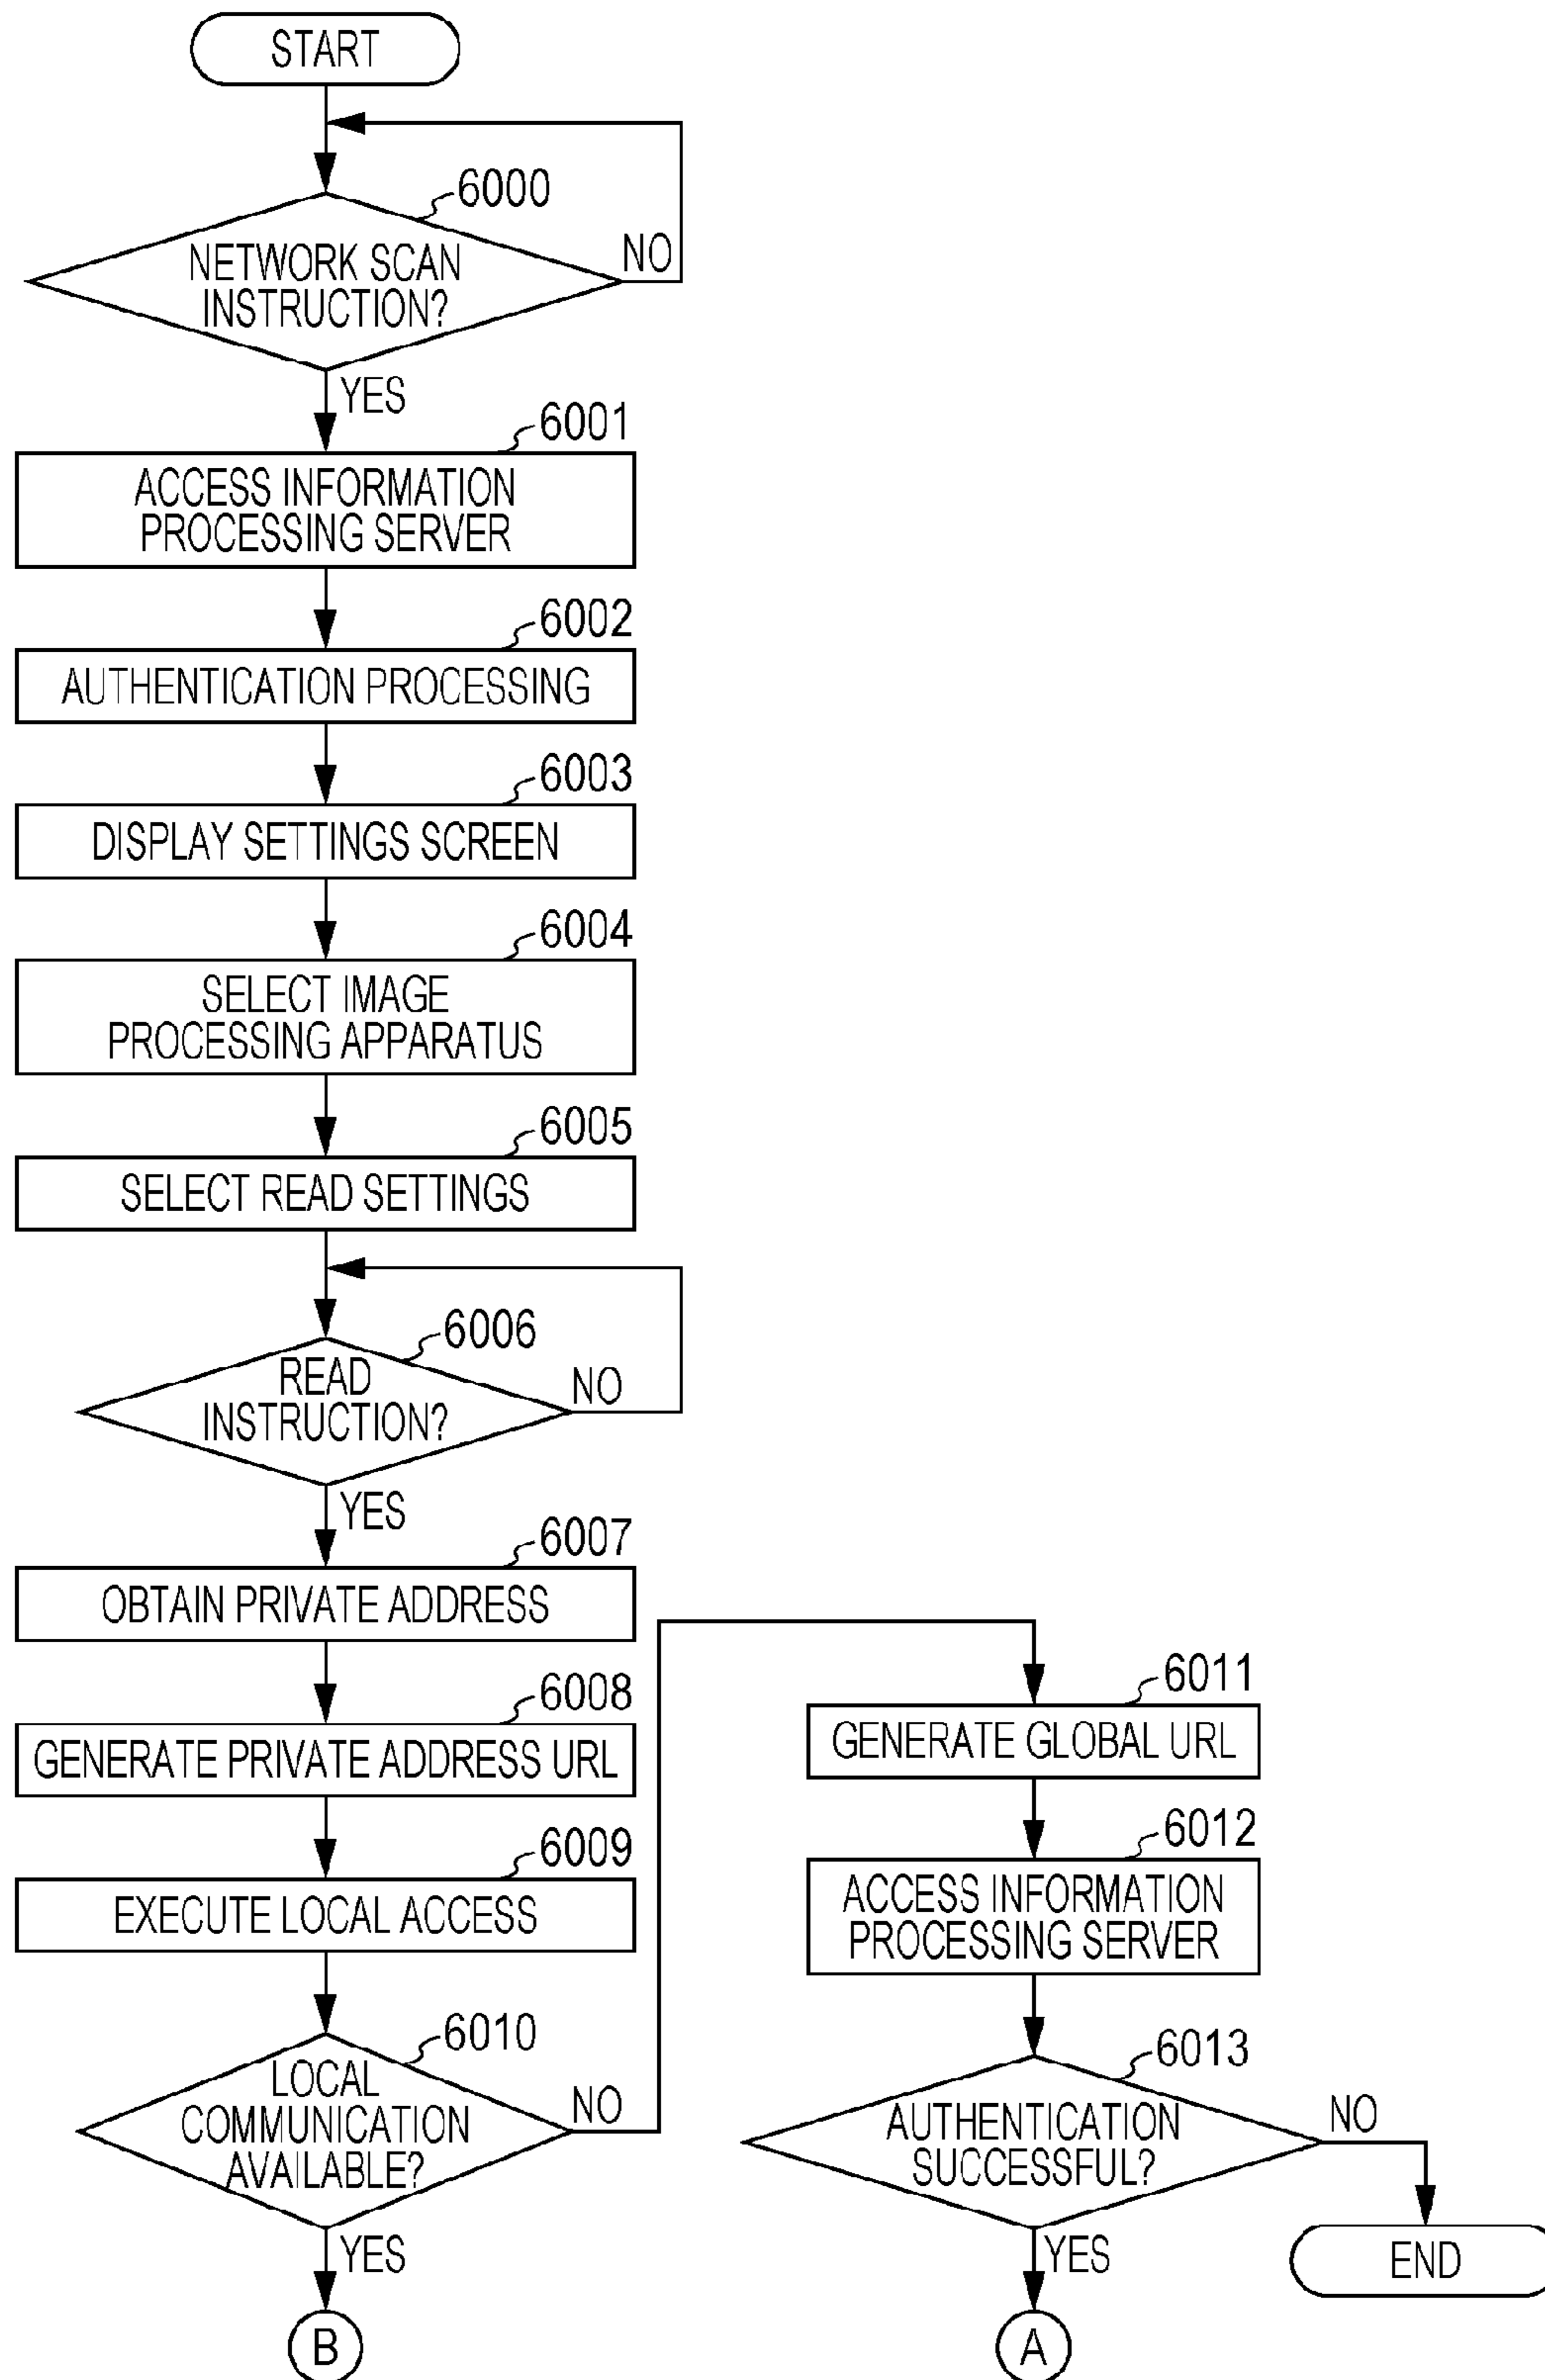 START
6000
NETWORK SCAN
INSTRUCTION?
NO
YES
6001
ACCESS INFORMATION
PROCESSING SERVER
6002
AUTHENTICATION PROCESSING
6003
DISPLAY SETTINGS SCREEN
6004
SELECT IMAGE
PROCESSING APPARATUS
6005
SELECT READ SETTINGS
6006
READ
INSTRUCTION?
NO
YES
6007
OBTAIN PRIVATE ADDRESS
6008
GENERATE PRIVATE ADDRESS URL
6009
EXECUTE LOCAL ACCESS
6010
LOCAL
COMMUNICATION
AVAILABLE?
NO
YES
B
6011
GENERATE GLOBAL URL
6012
ACCESS INFORMATION
PROCESSING SERVER
6013
AUTHENTICATION
SUCCESSFUL?
NO
YES
END
A